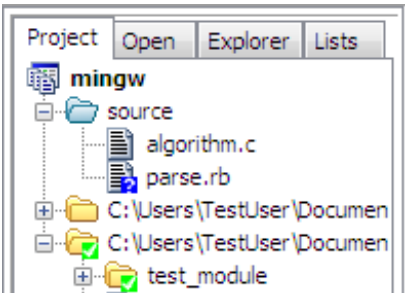 Project Open Explorer Lists
mingw
source
algorithm.c
parse.rb
C:\Users\TestUser\Documen
C:\Users\TestUser\Documen
test_module